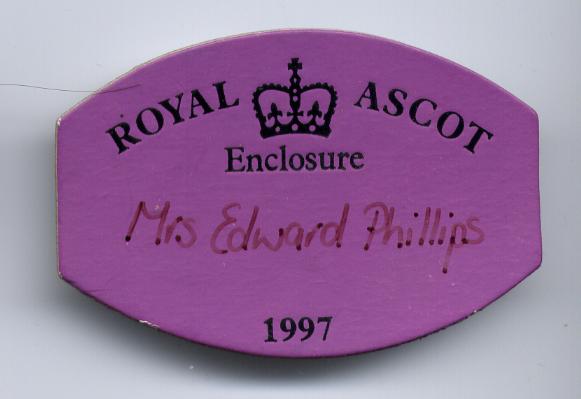 ROYAL ASCOT
Enclosure
Mrs Edward Phillips
1997